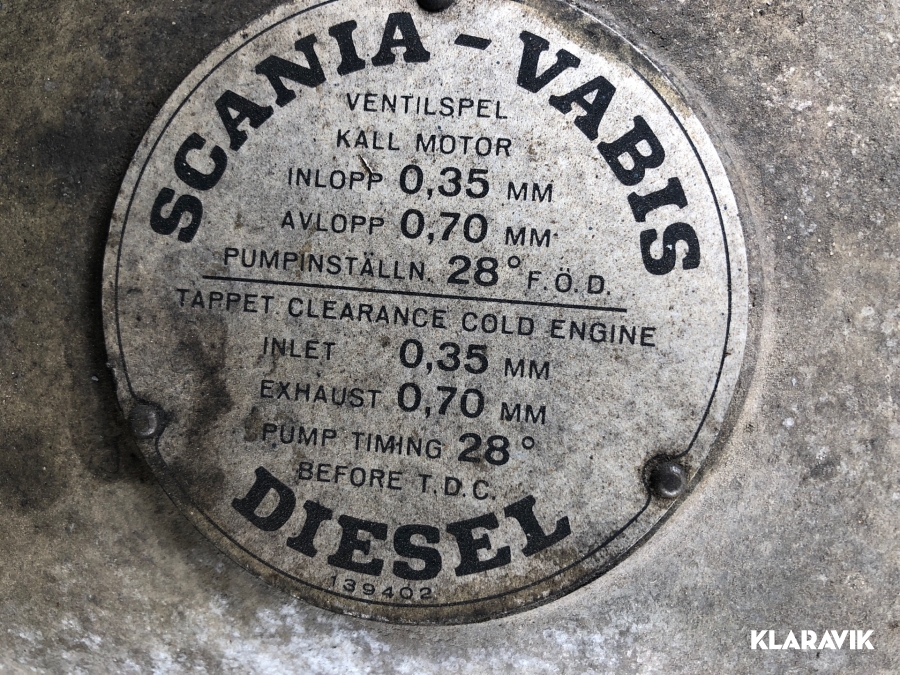 SCANIA-VABIS
VENTILSPEL
KALL MOTOR
INLOPP 0,35 MM
AVLOPP 0,70 MM
PUMPINSTÄLLN. 28° F.Ö.D.
TAPPET CLEARANCE COLD ENGINE
INLET 0,35 MM
EXHAUST 0,70 MM
PUMP TIMING 28°
BEFORE T.D.C.
DIESEL
139402
KLARAVIK